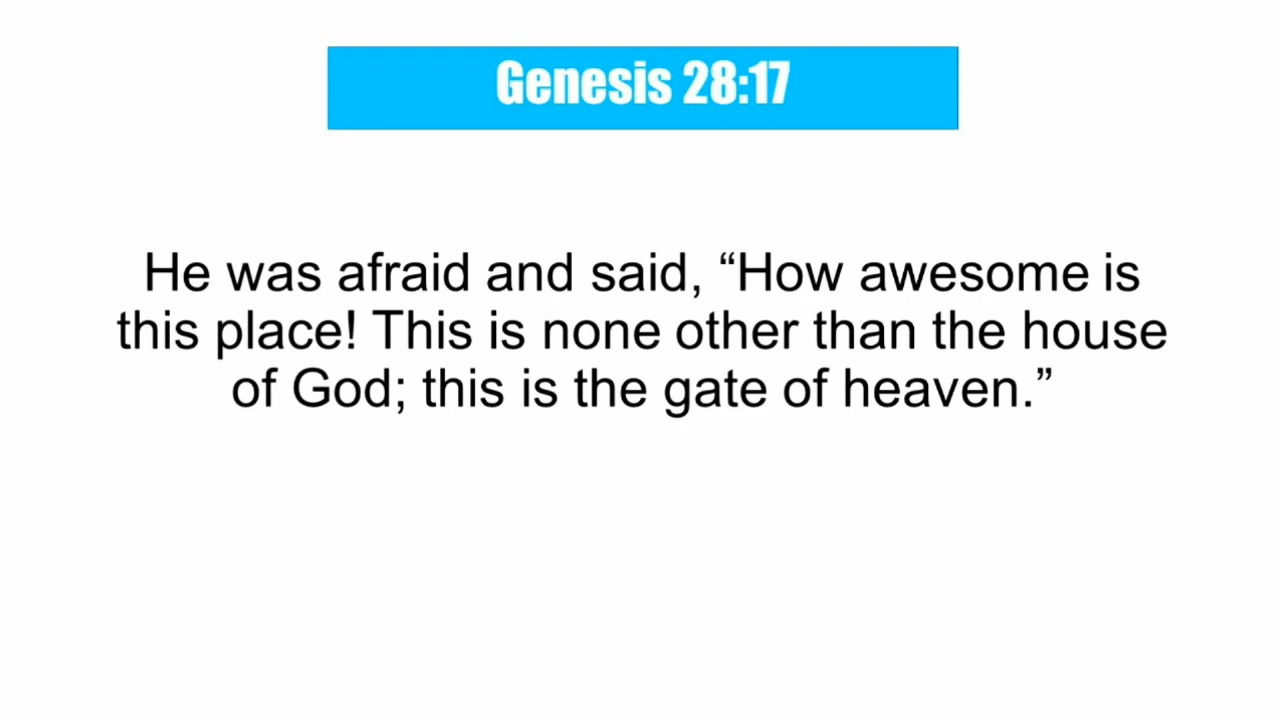 Genesis 28:17
He was afraid and said, “How awesome is
this place! This is none other than the house
of God; this is the gate of heaven.”